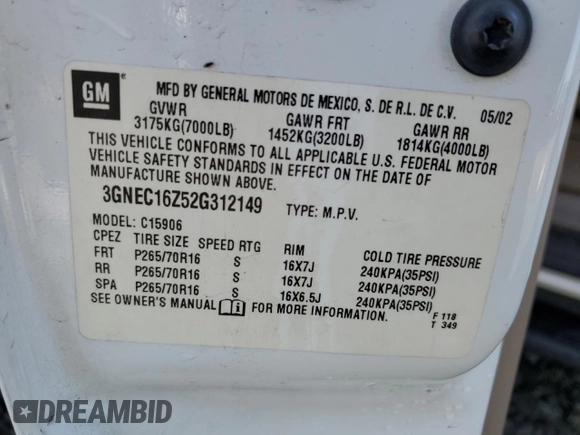 GM
MFD BY GENERAL MOTORS DE MEXICO, S. DE R.L. DE C.V. 05/02
GVWR GAWR FRT GAWR RR
3175KG(7000LB) 1452KG(3200LB) 1814KG(4000LB)
THIS VEHICLE CONFORMS TO ALL APPLICABLE U.S. FEDERAL MOTOR
VEHICLE SAFETY STANDARDS IN EFFECT ON THE DATE OF
MANUFACTURE SHOWN ABOVE.
3GNEC16Z52G312149 TYPE: M.P.V.
MODEL: C15906
CPEZ TIRE SIZE SPEED RTG RIM COLD TIRE PRESSURE
FRT P265/70R16 S 16X7J 240KPA(35PSI)
RR P265/70R16 S 16X7J 240KPA(35PSI)
SPA P265/70R16 S 16X6.5J 240KPA(35PSI)
SEE OWNER'S MANUAL FOR MORE INFORMATION. F 118
T 349
DREAMBID